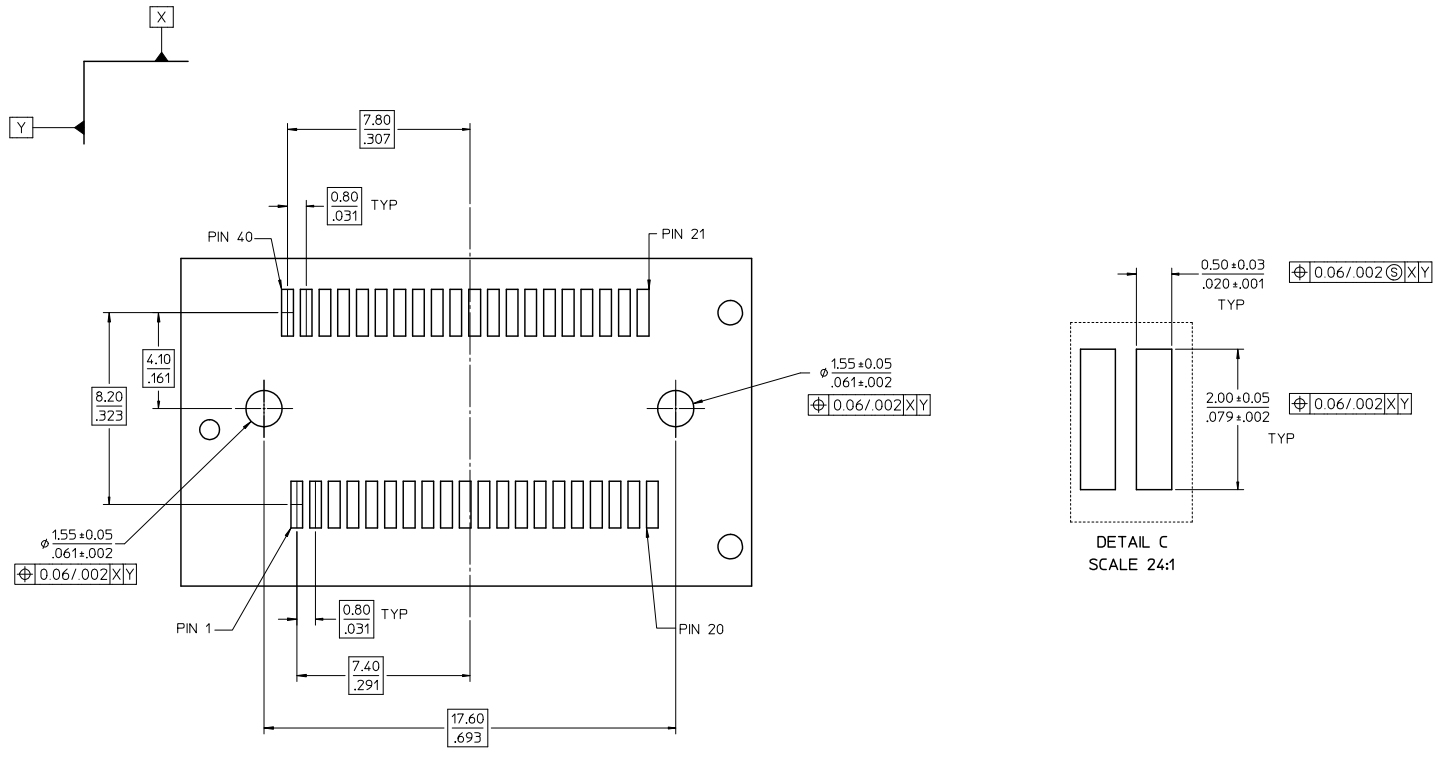 X
Y
7.80
.307
0.80
.031
TYP
PIN 40
PIN 21
4.10
.161
8.20
.323
⌀ 1.55±0.05
.061±.002
⌖ 0.06/.002 X Y
⌀ 1.55±0.05
.061±.002
⌖ 0.06/.002 X Y
PIN 1
0.80
.031
TYP
PIN 20
7.40
.291
17.60
.693
0.50±0.03
.020±.001
TYP
⌖ 0.06/.002 Ⓢ X Y
2.00±0.05
.079±.002
TYP
⌖ 0.06/.002 X Y
DETAIL C
SCALE 24:1